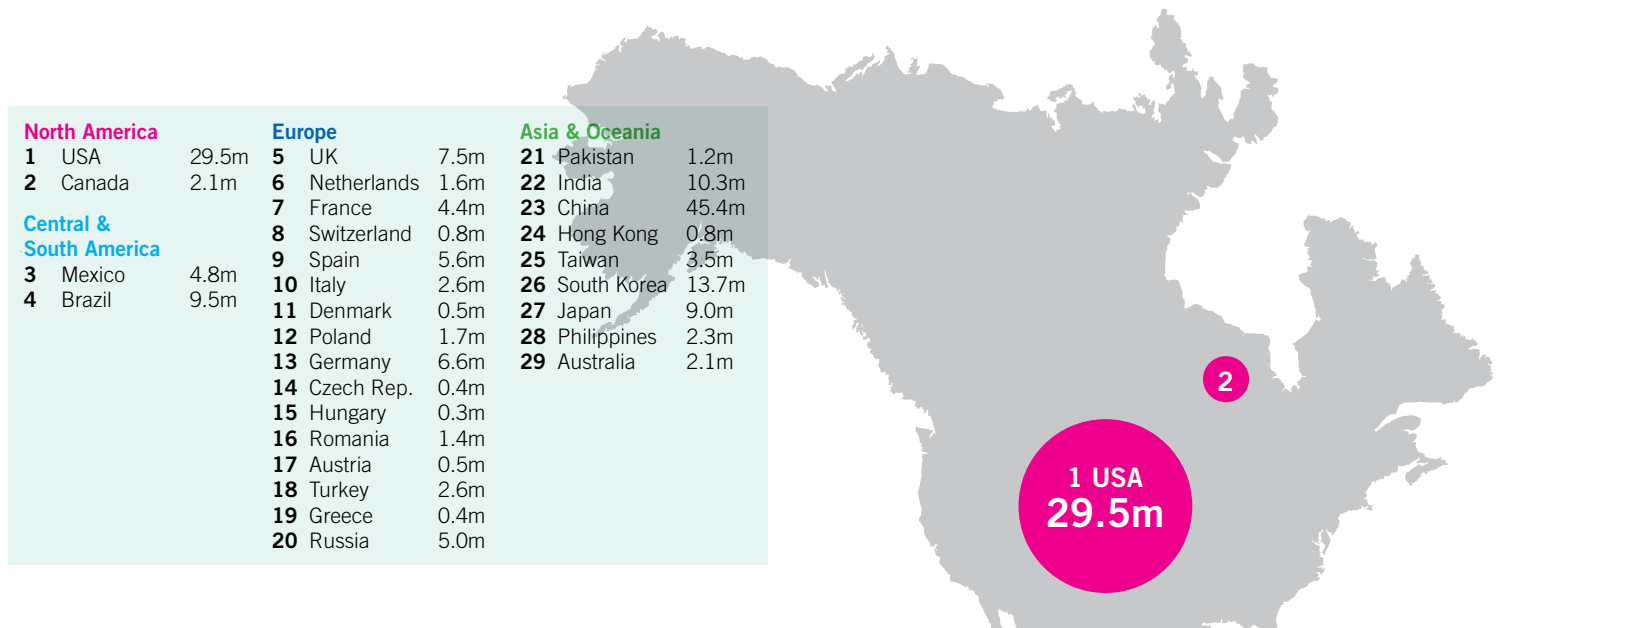 North America
1 USA 29.5m
2 Canada 2.1m
Central &
South America
3 Mexico 4.8m
4 Brazil 9.5m
Europe
5 UK 7.5m
6 Netherlands 1.6m
7 France 4.4m
8 Switzerland 0.8m
9 Spain 5.6m
10 Italy 2.6m
11 Denmark 0.5m
12 Poland 1.7m
13 Germany 6.6m
14 Czech Rep. 0.4m
15 Hungary 0.3m
16 Romania 1.4m
17 Austria 0.5m
18 Turkey 2.6m
19 Greece 0.4m
20 Russia 5.0m
Asia & Oceania
21 Pakistan 1.2m
22 India 10.3m
23 China 45.4m
24 Hong Kong 0.8m
25 Taiwan 3.5m
26 South Korea 13.7m
27 Japan 9.0m
28 Philippines 2.3m
29 Australia 2.1m
2
1 USA
29.5m